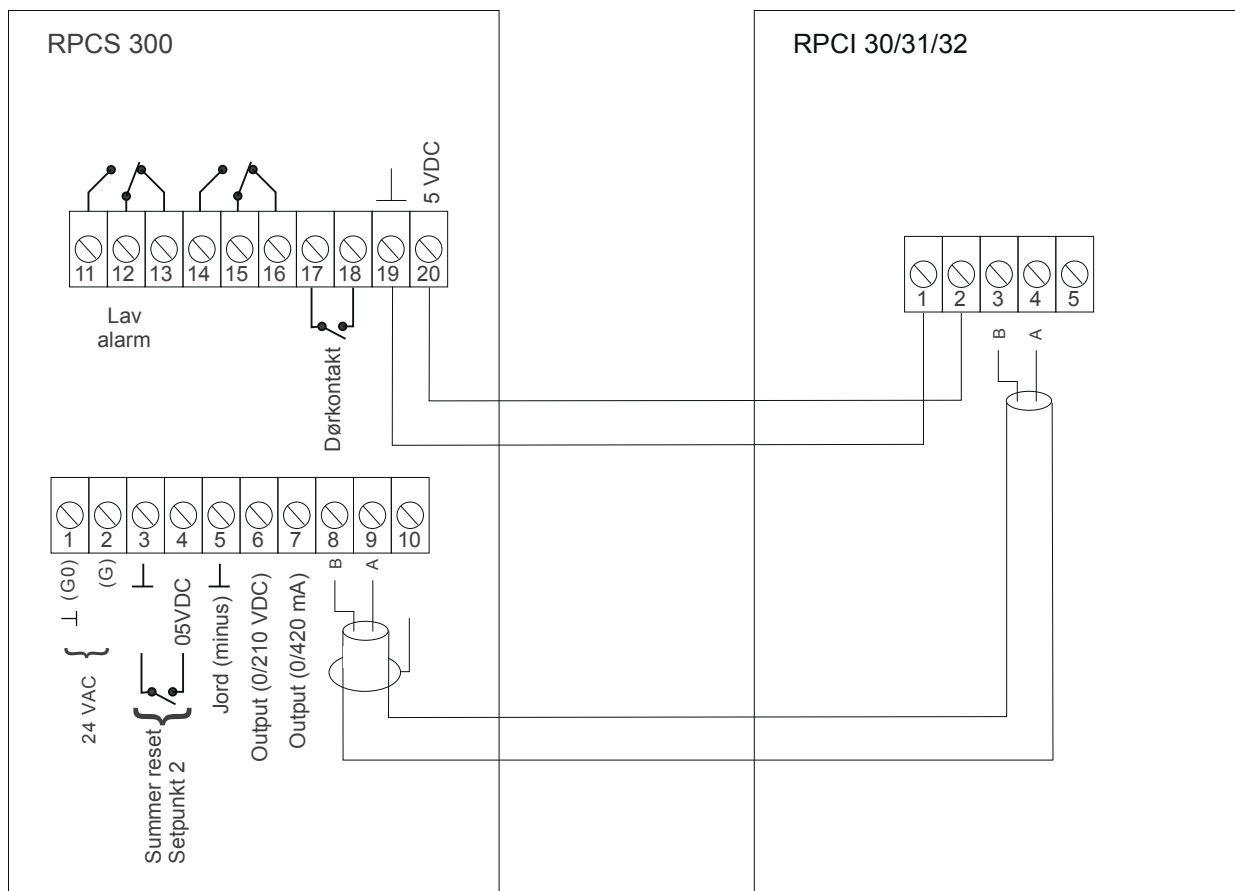 RPCS 300
RPCI 30/31/32
5 VDC
11 12 13 14 15 16 17 18 19 20
Lav
alarm
Dørkontakt
1 2 3 4 5
B A
1 2 3 4 5 6 7 8 9 10
(G0)
(G)
24 VAC
05VDC
Summer reset
Setpunkt 2
Jord (minus)
Output (0/210 VDC)
Output (0/420 mA)
B A